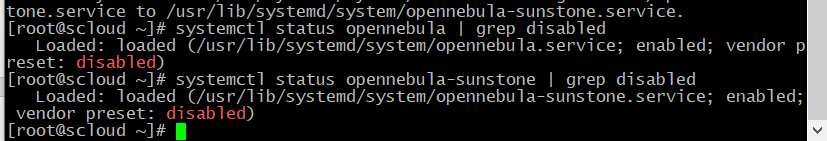 tone.service to /usr/lib/systemd/system/opennebula-sunstone.service.
[root@scloud ~]# systemctl status opennebula | grep disabled
   Loaded: loaded (/usr/lib/systemd/system/opennebula.service; enabled; vendor p
reset: disabled)
[root@scloud ~]# systemctl status opennebula-sunstone | grep disabled
   Loaded: loaded (/usr/lib/systemd/system/opennebula-sunstone.service; enabled;
 vendor preset: disabled)
[root@scloud ~]#